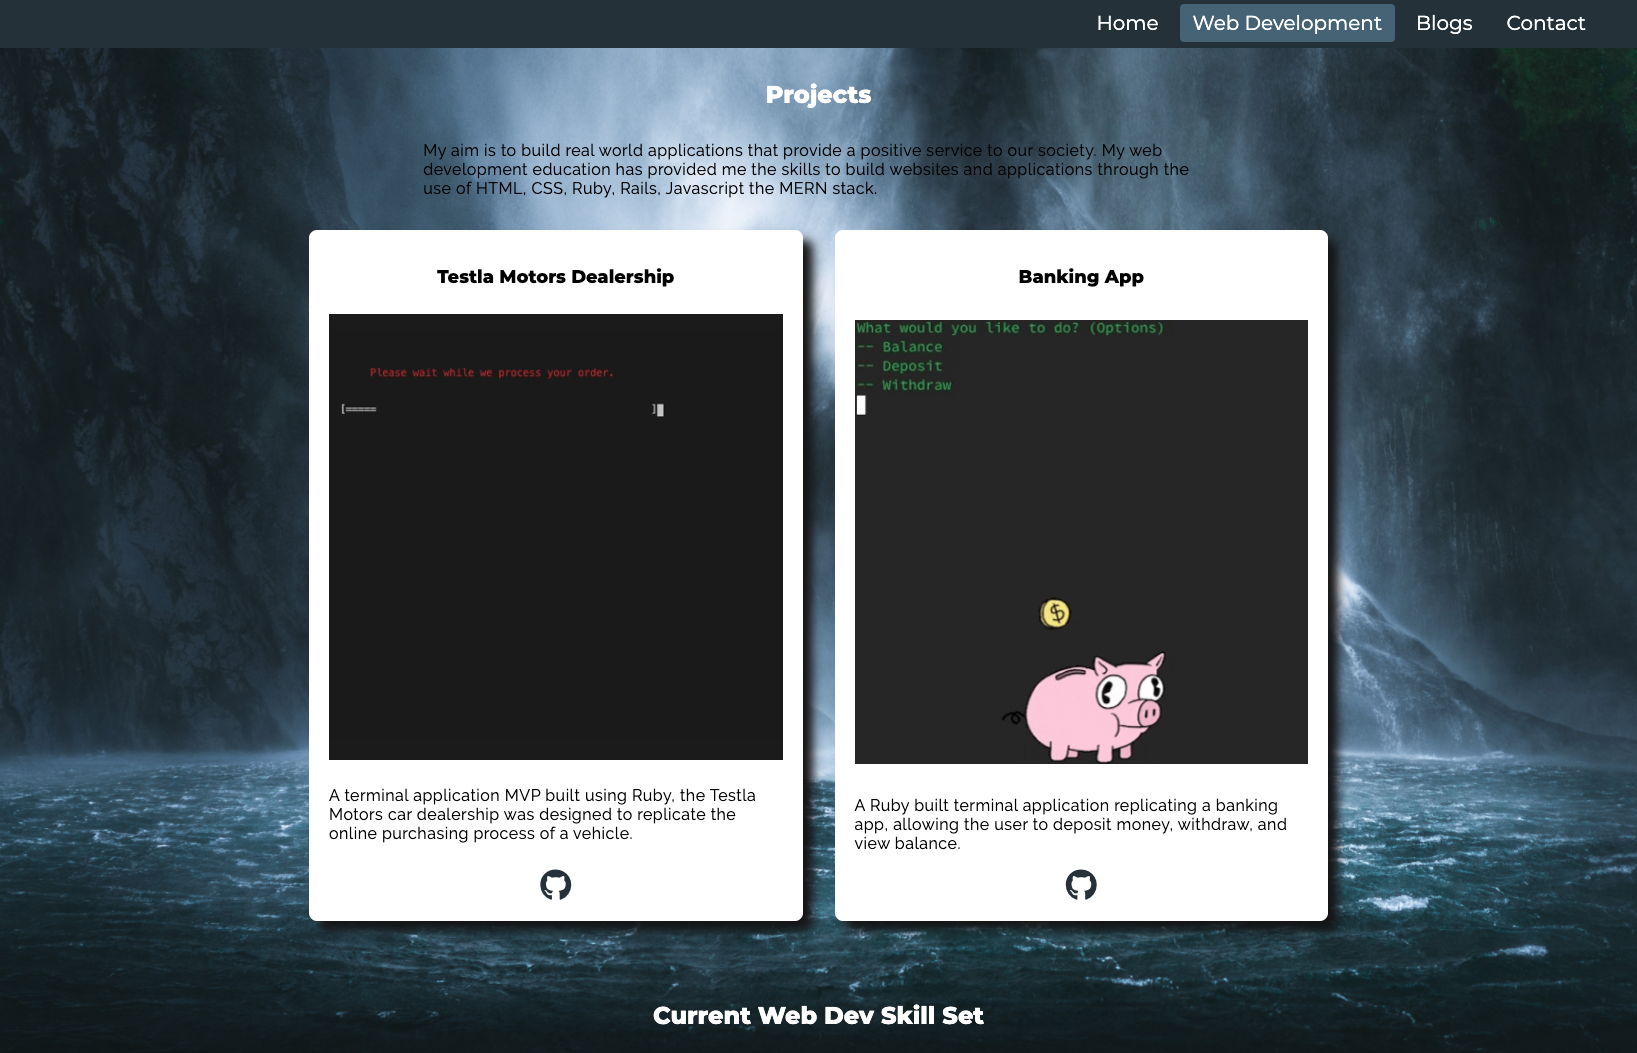 Home Web Development Blogs Contact
Projects
My aim is to build real world applications that provide a positive service to our society. My web
development education has provided me the skills to build websites and applications through the
use of HTML, CSS, Ruby, Rails, Javascript the MERN stack.
Testla Motors Dealership
Please wait while we process your order.
[===== ]
A terminal application MVP built using Ruby, the Testla
Motors car dealership was designed to replicate the
online purchasing process of a vehicle.
Banking App
What would you like to do? (Options)
-- Balance
-- Deposit
-- Withdraw
$
A Ruby built terminal application replicating a banking
app, allowing the user to deposit money, withdraw, and
view balance.
Current Web Dev Skill Set